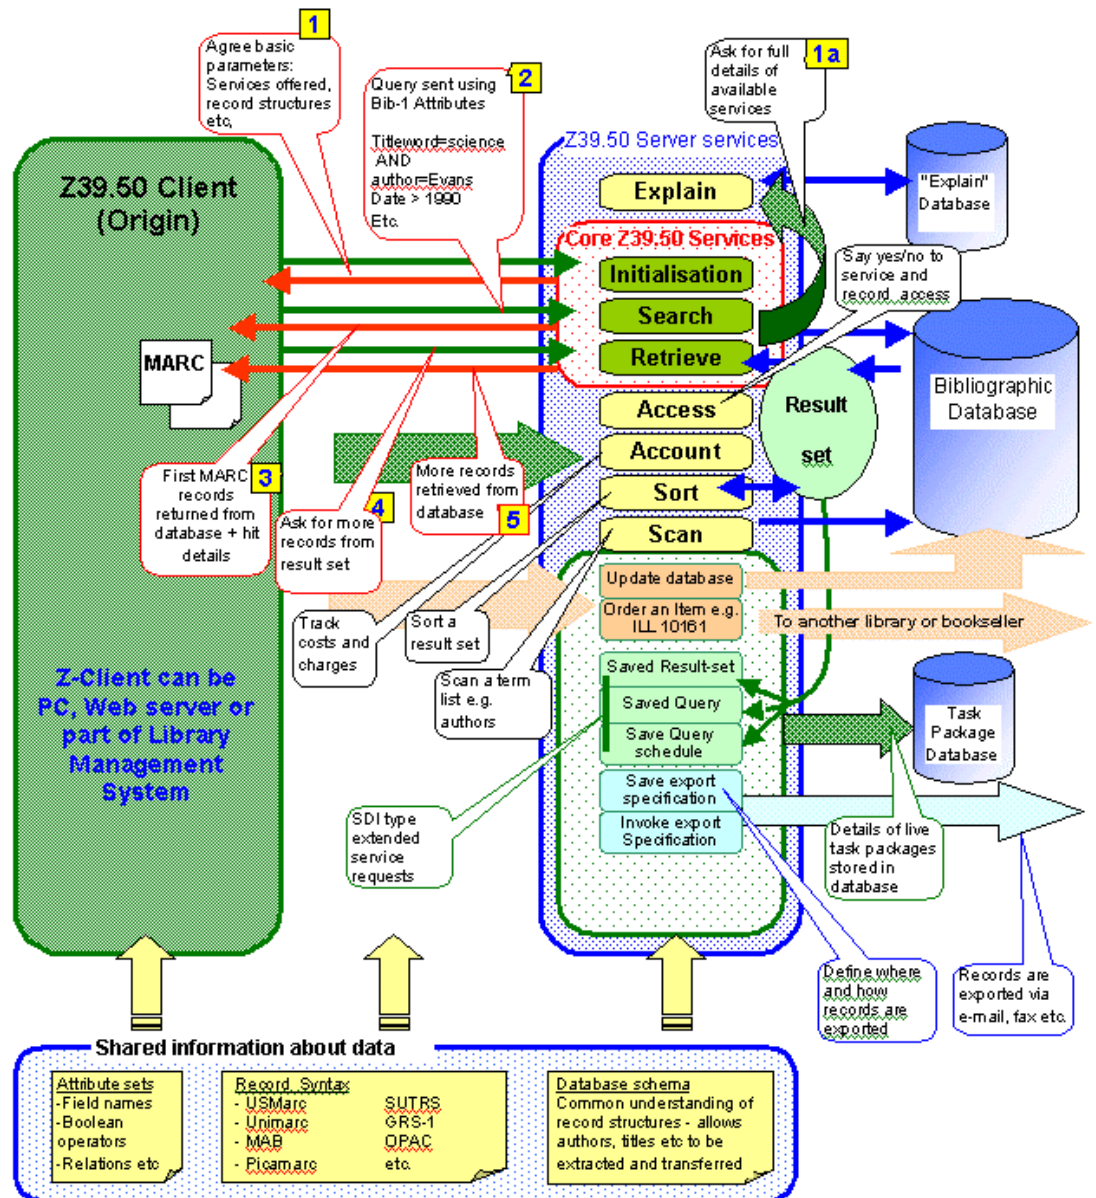 1
Agree basic
parameters:
Services offered,
record structures
etc,
2
Query sent using
Bib-1 Attributes
Titleword=science
AND
author=Evans
Date > 1990
Etc.
1a
Ask for full
details of
available
services
Z39.50 Client
(Origin)
Z39.50 Server services
Explain
"Explain"
Database
Core Z39.50 Services
Initialisation
Search
Retrieve
Say yes/no to
service and
record access
MARC
Access
Account
Sort
Scan
Result
set
Bibliographic
Database
3
First MARC
records
returned from
database + hit
details
4
Ask for more
records from
result set
More records
retrieved from
database
5
Update database
Order an Item e.g.
ILL 10161
To another library or bookseller
Track
costs and
charges
Sort a
result set
Scan a term
list e.g.
authors
Saved Result-set
Saved Query
Save Query
schedule
Save export
specification
Invoke export
Specification
Task
Package
Database
Z-Client can be
PC, Web server or
part of Library
Management
System
SDI type
extended
service
requests
Details of live
task packages
stored in
database
Define where
and how
records are
exported
Records are
exported via
e-mail, fax etc.
Shared information about data
Attribute sets
-Field names
-Boolean
operators
-Relations etc
Record Syntax
- USMarc SUTRS
- Unimarc GRS-1
- MAB OPAC
- Picamarc etc.
Database schema
Common understanding of
record structures - allows
authors, titles etc to be
extracted and transferred